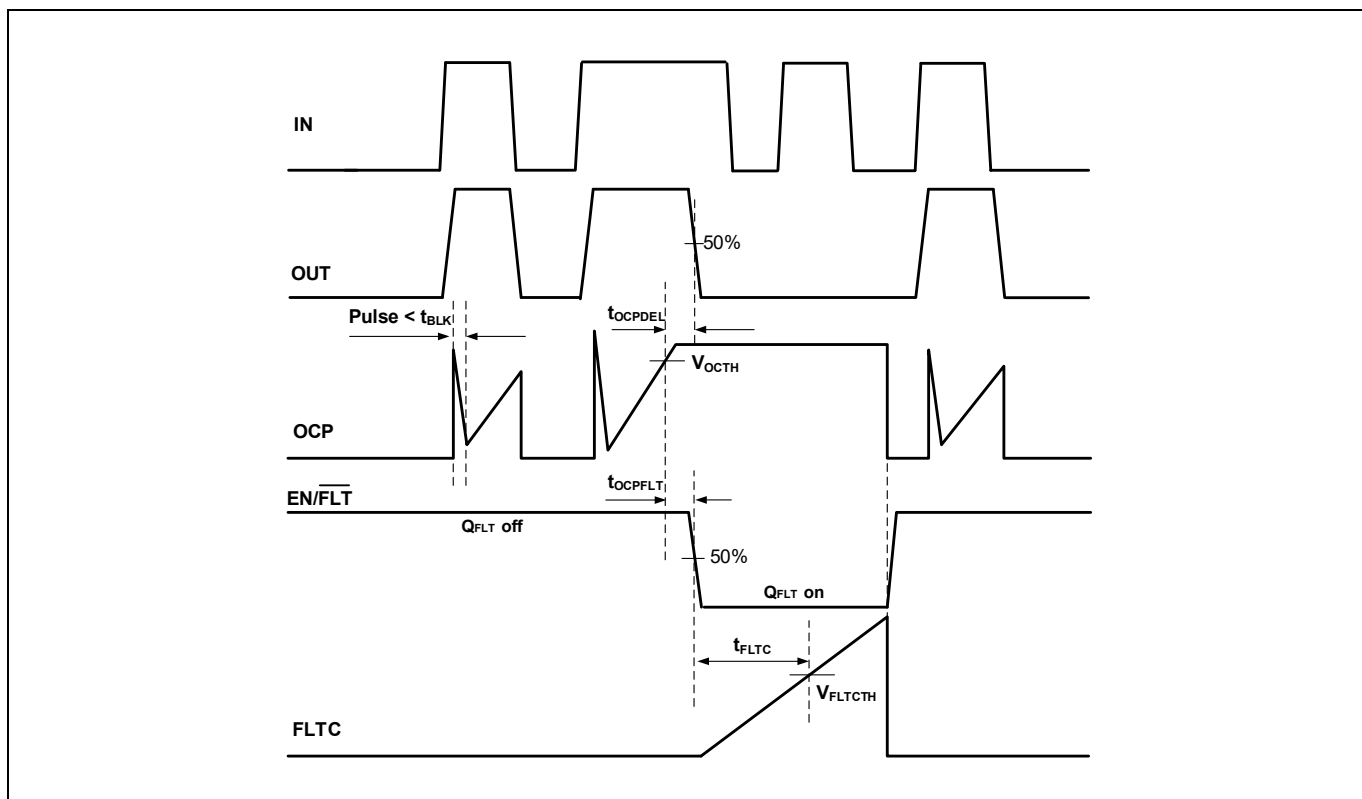 IN
50%
OUT
Pulse < tBLK
tOCPDEL
VOCTH
OCP
tOCPFLT
EN/FLT
QFLT off
50%
QFLT on
tFLTC
VFLTCTH
FLTC